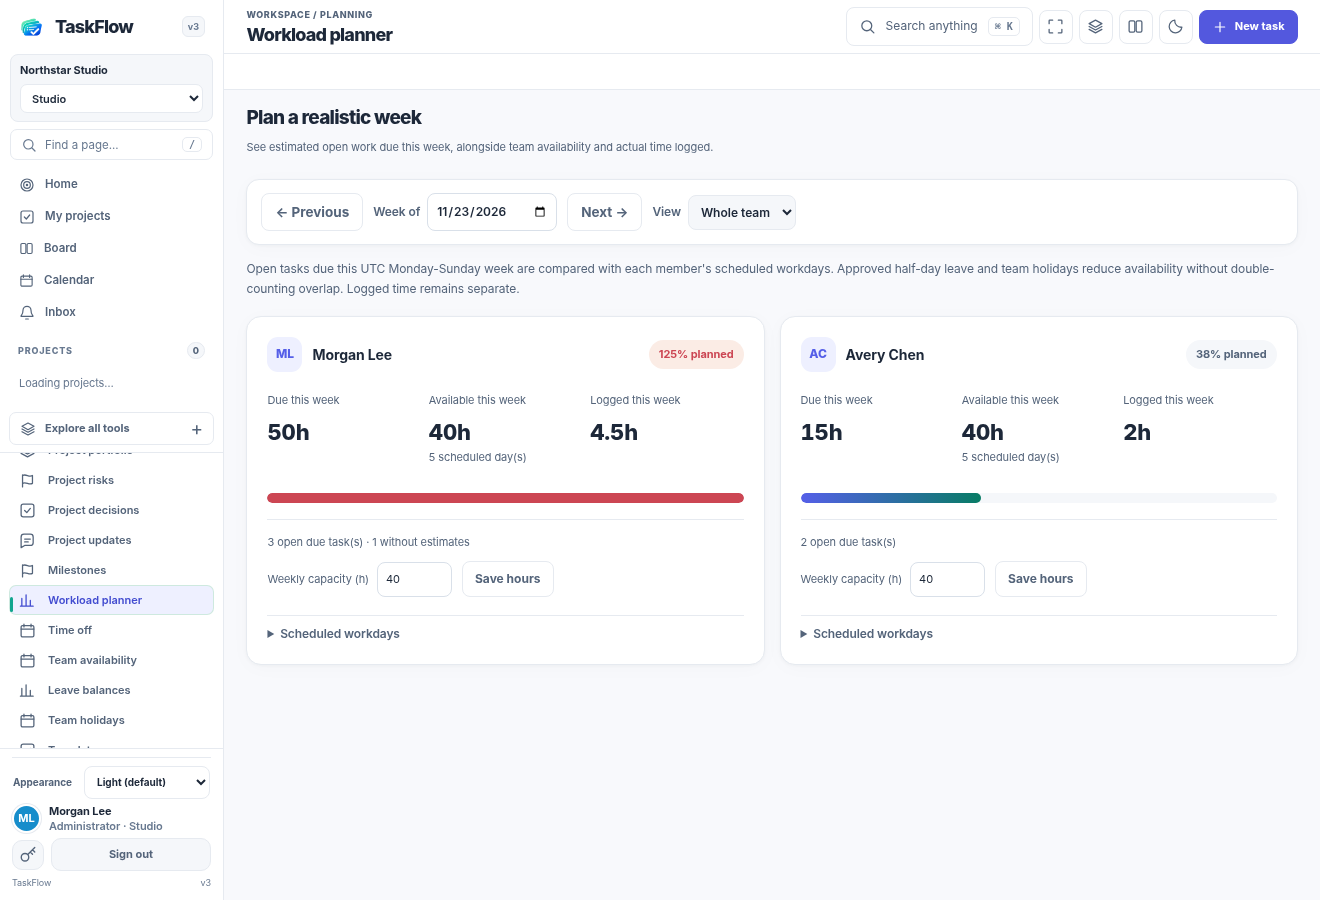 TaskFlow
v3
Northstar Studio
Studio
Find a page...
/
Home
My projects
Board
Calendar
Inbox
PROJECTS
0
Loading projects...
Explore all tools
+
Project risks
Project decisions
Project updates
Milestones
Workload planner
Time off
Team availability
Leave balances
Team holidays
Appearance
Light (default)
ML
Morgan Lee
Administrator · Studio
Sign out
TaskFlow
v3
WORKSPACE / PLANNING
Workload planner
Search anything
⌘ K
+ New task
Plan a realistic week
See estimated open work due this week, alongside team availability and actual time logged.
← Previous
Week of
11/23/2026
Next →
View
Whole team
Open tasks due this UTC Monday-Sunday week are compared with each member's scheduled workdays. Approved half-day leave and team holidays reduce availability without double-
counting overlap. Logged time remains separate.
ML
Morgan Lee
125% planned
Due this week
Available this week
Logged this week
50h
40h
4.5h
5 scheduled day(s)
3 open due task(s) · 1 without estimates
Weekly capacity (h)
40
Save hours
Scheduled workdays
AC
Avery Chen
38% planned
Due this week
Available this week
Logged this week
15h
40h
2h
5 scheduled day(s)
2 open due task(s)
Weekly capacity (h)
40
Save hours
Scheduled workdays